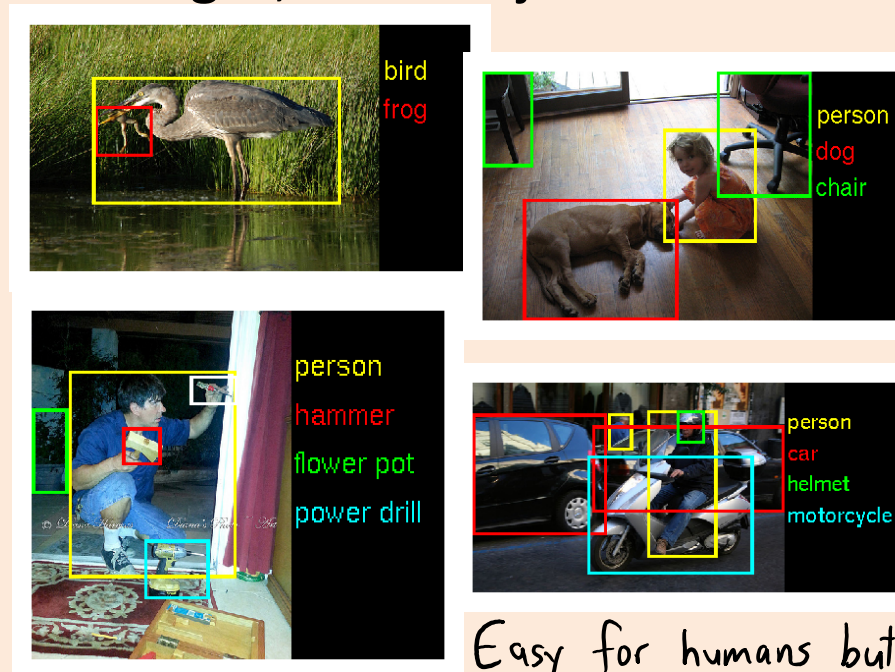 bird
frog
person
dog
chair
person
hammer
flower pot
power drill
person
car
helmet
motorcycle
Easy for humans but